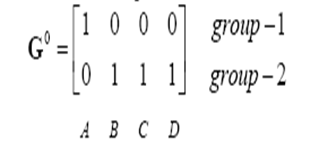 G⁰ = [1 0 0 0] group-1
[0 1 1 1] group-2
A B C D